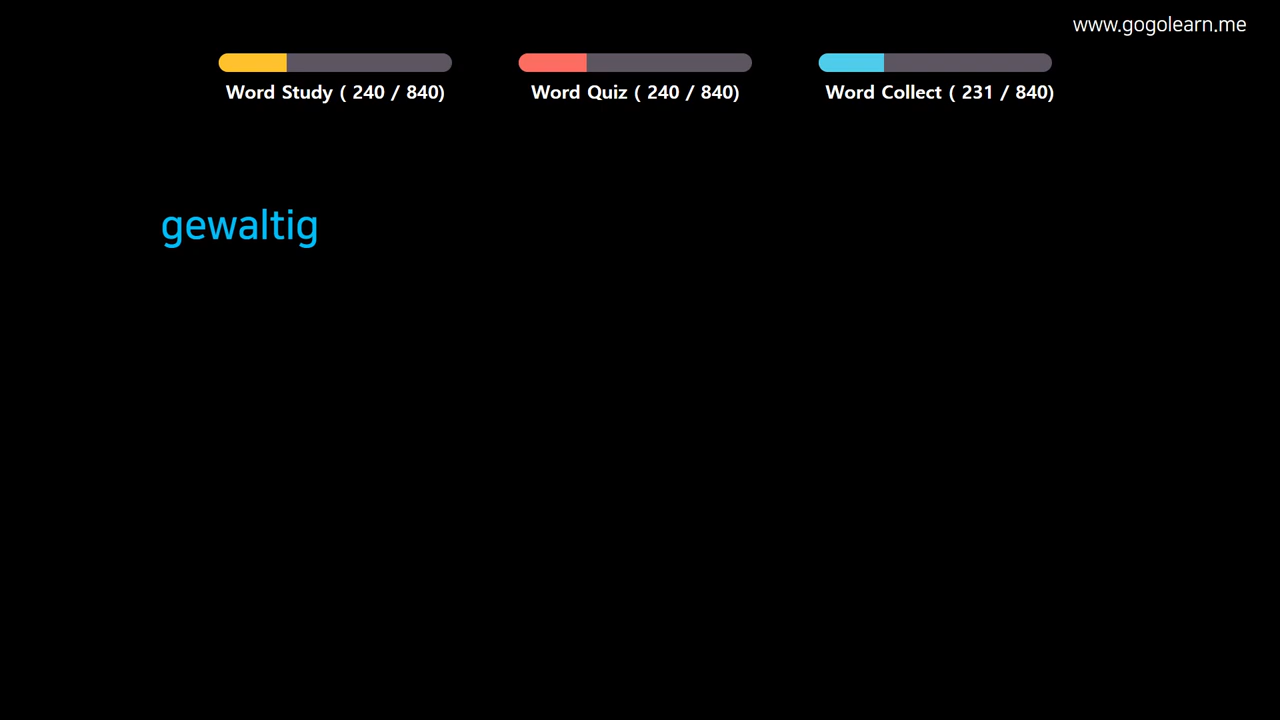 www.gogolearn.me
Word Study ( 240 / 840)
Word Quiz ( 240 / 840)
Word Collect ( 231 / 840)
gewaltig